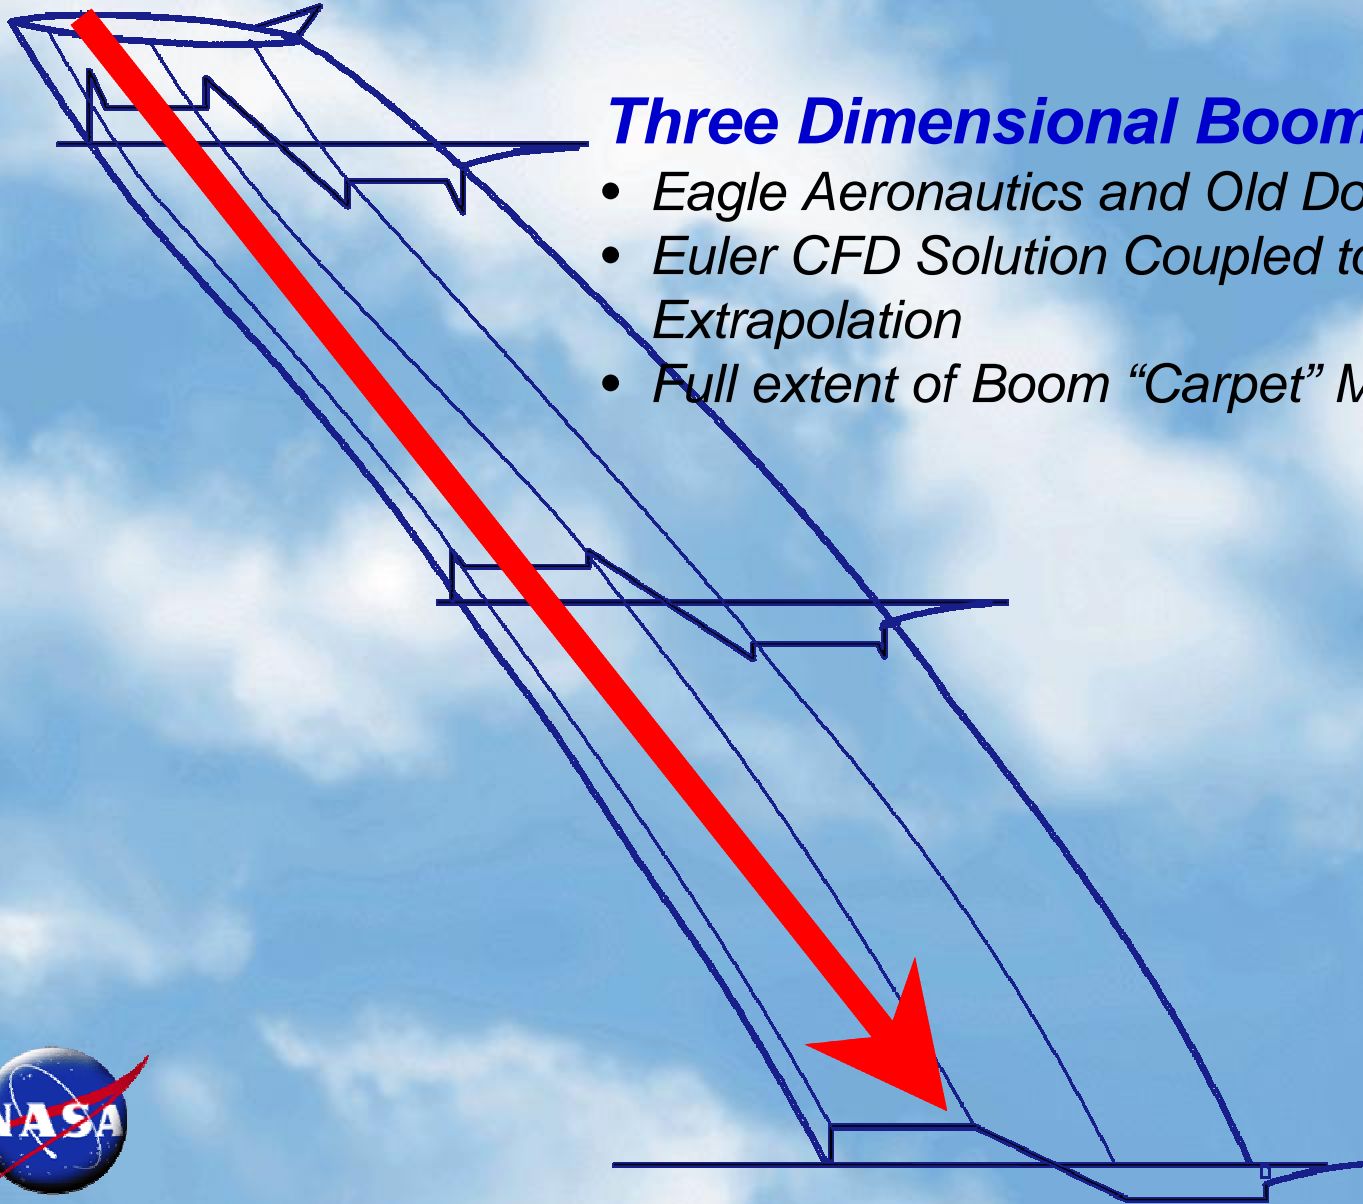 Three Dimensional Boom
• Eagle Aeronautics and Old Do
• Euler CFD Solution Coupled to
Extrapolation
• Full extent of Boom “Carpet” M
NASA